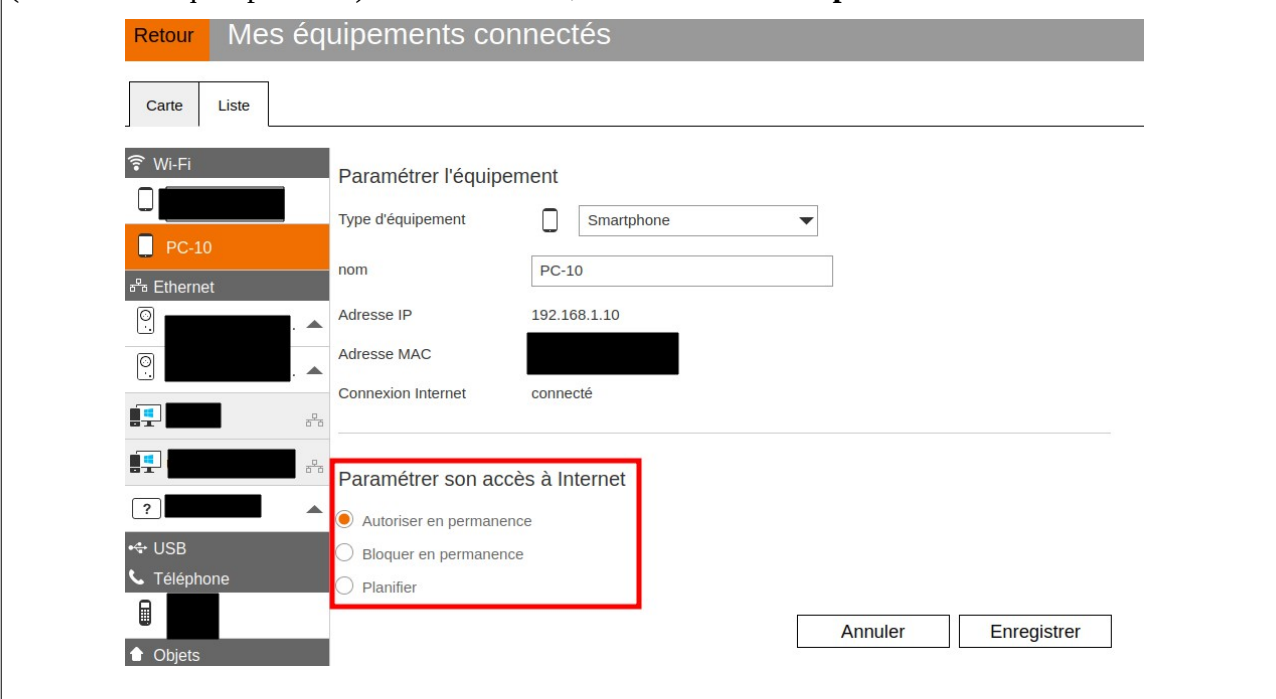 Retour Mes équipements connectés
Carte Liste
Wi-Fi
PC-10
Ethernet
?
USB
Téléphone
Objets
Paramétrer l'équipement
Type d'équipement Smartphone
nom PC-10
Adresse IP 192.168.1.10
Adresse MAC
Connexion Internet connecté
Paramétrer son accès à Internet
Autoriser en permanence
Bloquer en permanence
Planifier
Annuler Enregistrer